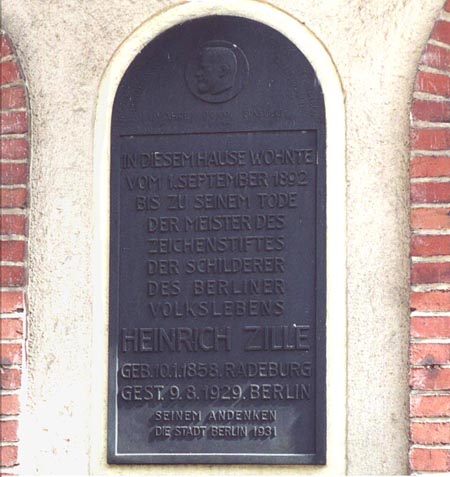 IN DIESEM HAUSE WOHNTE
VOM 1. SEPTEMBER 1892
BIS ZU SEINEM TODE
DER MEISTER DES
ZEICHENSTIFTES
DER SCHILDERER
DES BERLINER
VOLKSLEBENS
HEINRICH ZILLE
GEB. 10.1.1858. RADEBURG
GEST. 9.8.1929. BERLIN
SEINEM ANDENKEN
DIE STADT BERLIN 1931